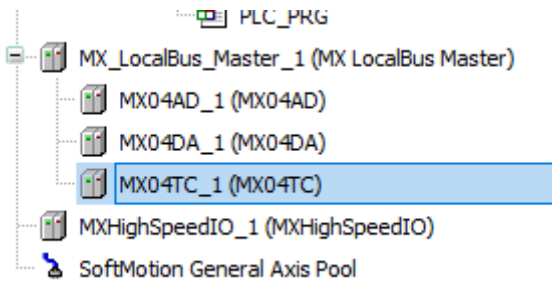 PLC_PRG
MX_LocalBus_Master_1 (MX LocalBus Master)
MX04AD_1 (MX04AD)
MX04DA_1 (MX04DA)
MX04TC_1 (MX04TC)
MXHighSpeedIO_1 (MXHighSpeedIO)
SoftMotion General Axis Pool